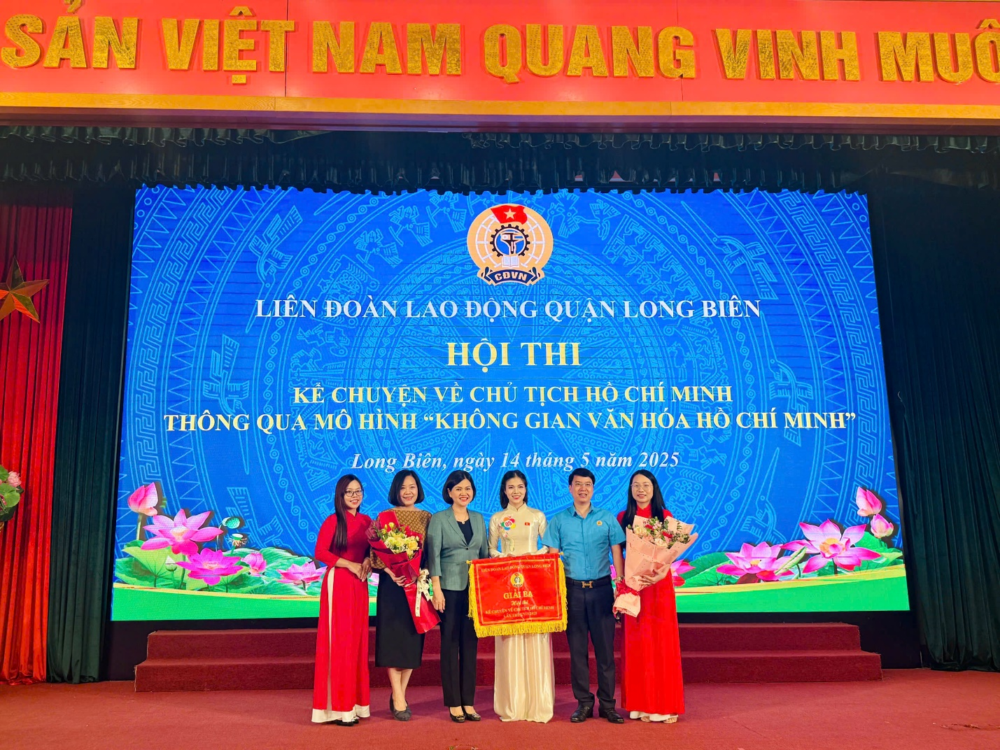 SẢN VIỆT NAM QUANG VINH MUÔ
CĐVN
LIÊN ĐOÀN LAO ĐỘNG QUẬN LONG BIÊN
HỘI THI
KỂ CHUYỆN VỀ CHỦ TỊCH HỒ CHÍ MINH
THÔNG QUA MÔ HÌNH “KHÔNG GIAN VĂN HÓA HỒ CHÍ MINH”
Long Biên, ngày 14 tháng 5 năm 2025
05
LIÊN ĐOÀN LAO ĐỘNG QUẬN LONG BIÊN
GIẢI BA
Hội thi
KỂ CHUYỆN VỀ CHỦ TỊCH HỒ CHÍ MINH